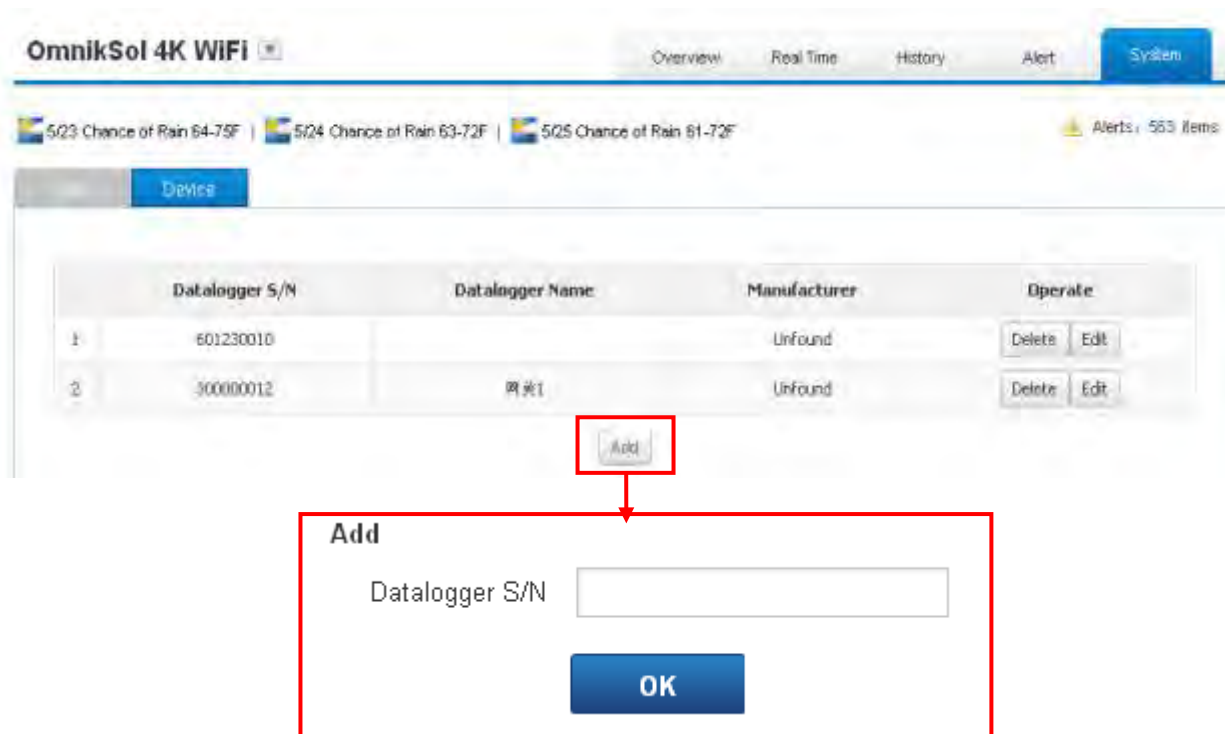 OmnikSol 4K WiFi
Overview Real Time History Alert System
5/23 Chance of Rain 64-75F | 5/24 Chance of Rain 63-72F | 5/25 Chance of Rain 61-72F
Alerts: 563 items
Device
Datalogger S/N Datalogger Name Manufacturer Operate
1 601230010 Unfound Delete Edit
2 300000012 Unfound Delete Edit
Add
Add
Datalogger S/N
OK